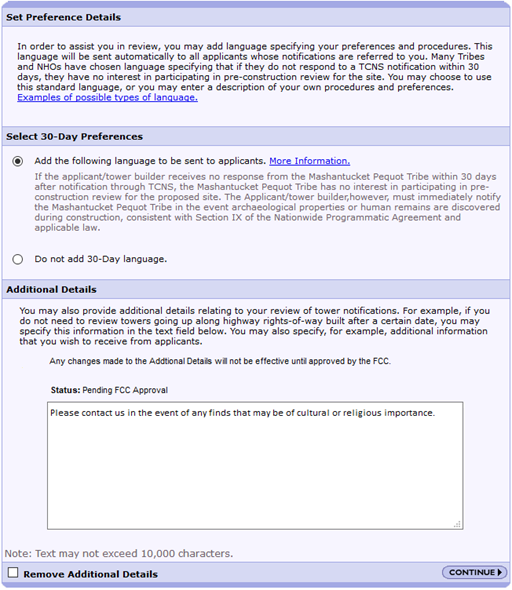 Set Preference Details
In order to assist you in review, you may add language specifying your preferences and procedures. This
language will be sent automatically to all applicants whose notifications are referred to you. Many Tribes
and NHOs have chosen language specifying that if they do not respond to a TCNS notification within 30
days, they have no interest in participating in pre-construction review for the site. You may choose to use
this standard language, or you may enter a description of your own procedures and preferences.
Examples of possible types of language.
Select 30-Day Preferences
Add the following language to be sent to applicants. More Information.
If the applicant/tower builder receives no response from the Mashantucket Pequot Tribe within 30 days
after notification through TCNS, the Mashantucket Pequot Tribe has no interest in participating in pre-
construction review for the proposed site. The Applicant/tower builder,however, must immediately notify
the Mashantucket Pequot Tribe in the event archaeological properties or human remains are discovered
during construction, consistent with Section IX of the Nationwide Programmatic Agreement and
applicable law.
Do not add 30-Day language.
Additional Details
You may also provide additional details relating to your review of tower notifications. For example, if you
do not need to review towers going up along highway rights-of-way built after a certain date, you may
specify this information in the text field below. You may also specify, for example, additional information
that you wish to receive from applicants.
Any changes made to the Addtional Details will not be effective until approved by the FCC.
Status: Pending FCC Approval
Please contact us in the event of any finds that may be of cultural or religious importance.
Note: Text may not exceed 10,000 characters.
Remove Additional Details
CONTINUE